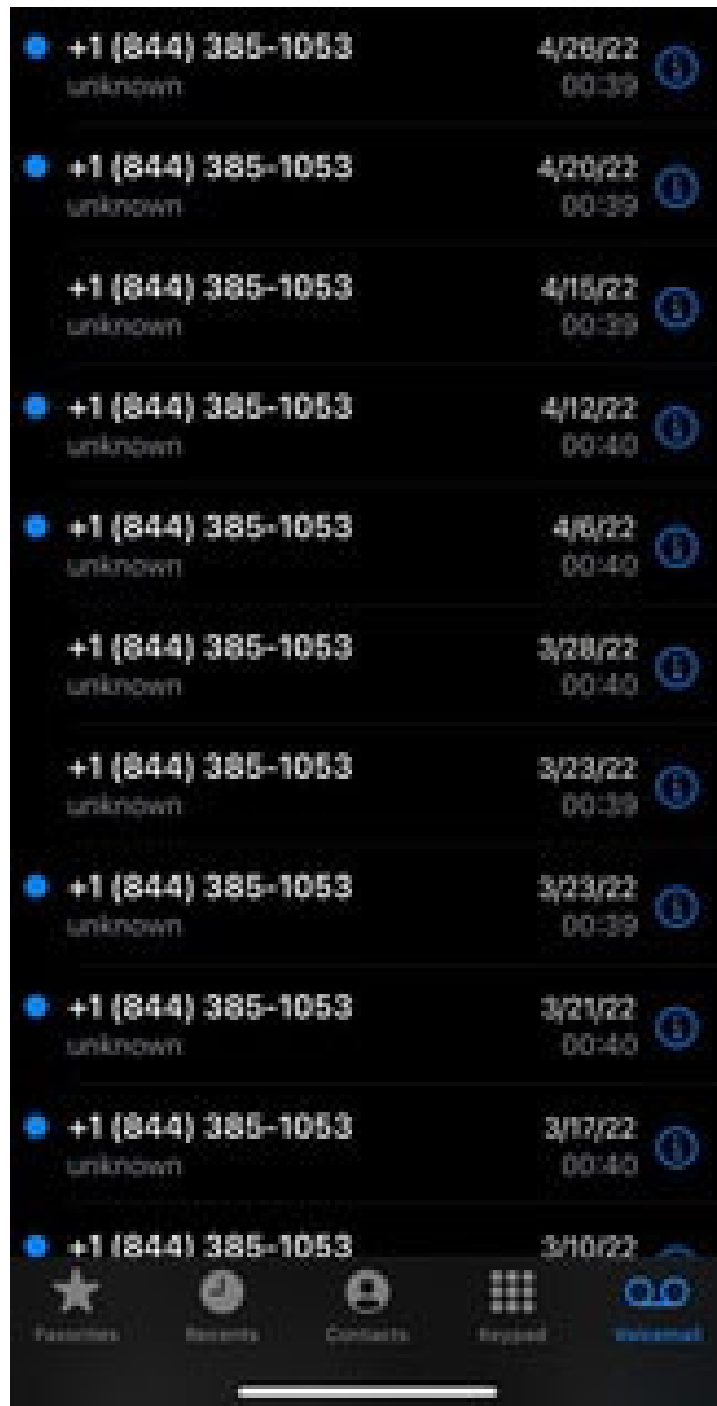 +1 (844) 385-1053 4/26/22
unknown 00:39
+1 (844) 385-1053 4/20/22
unknown 00:39
+1 (844) 385-1053 4/15/22
unknown 00:39
+1 (844) 385-1053 4/12/22
unknown 00:40
+1 (844) 385-1053 4/6/22
unknown 00:40
+1 (844) 385-1053 3/28/22
unknown 00:40
+1 (844) 385-1053 3/23/22
unknown 00:39
+1 (844) 385-1053 3/23/22
unknown 00:39
+1 (844) 385-1053 3/21/22
unknown 00:40
+1 (844) 385-1053 3/17/22
unknown 00:40
+1 (844) 385-1053 3/10/22
Favorites Recents Contacts Keypad Voicemail